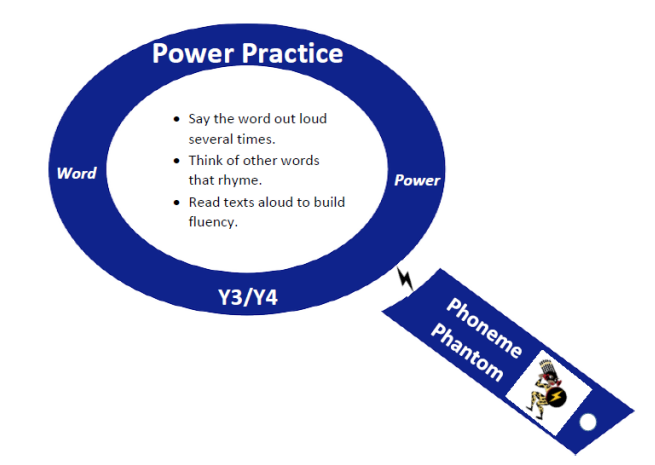 Power Practice
• Say the word out loud
several times.
• Think of other words
that rhyme.
• Read texts aloud to build
fluency.
Word
Power
Y3/Y4
Phoneme
Phantom